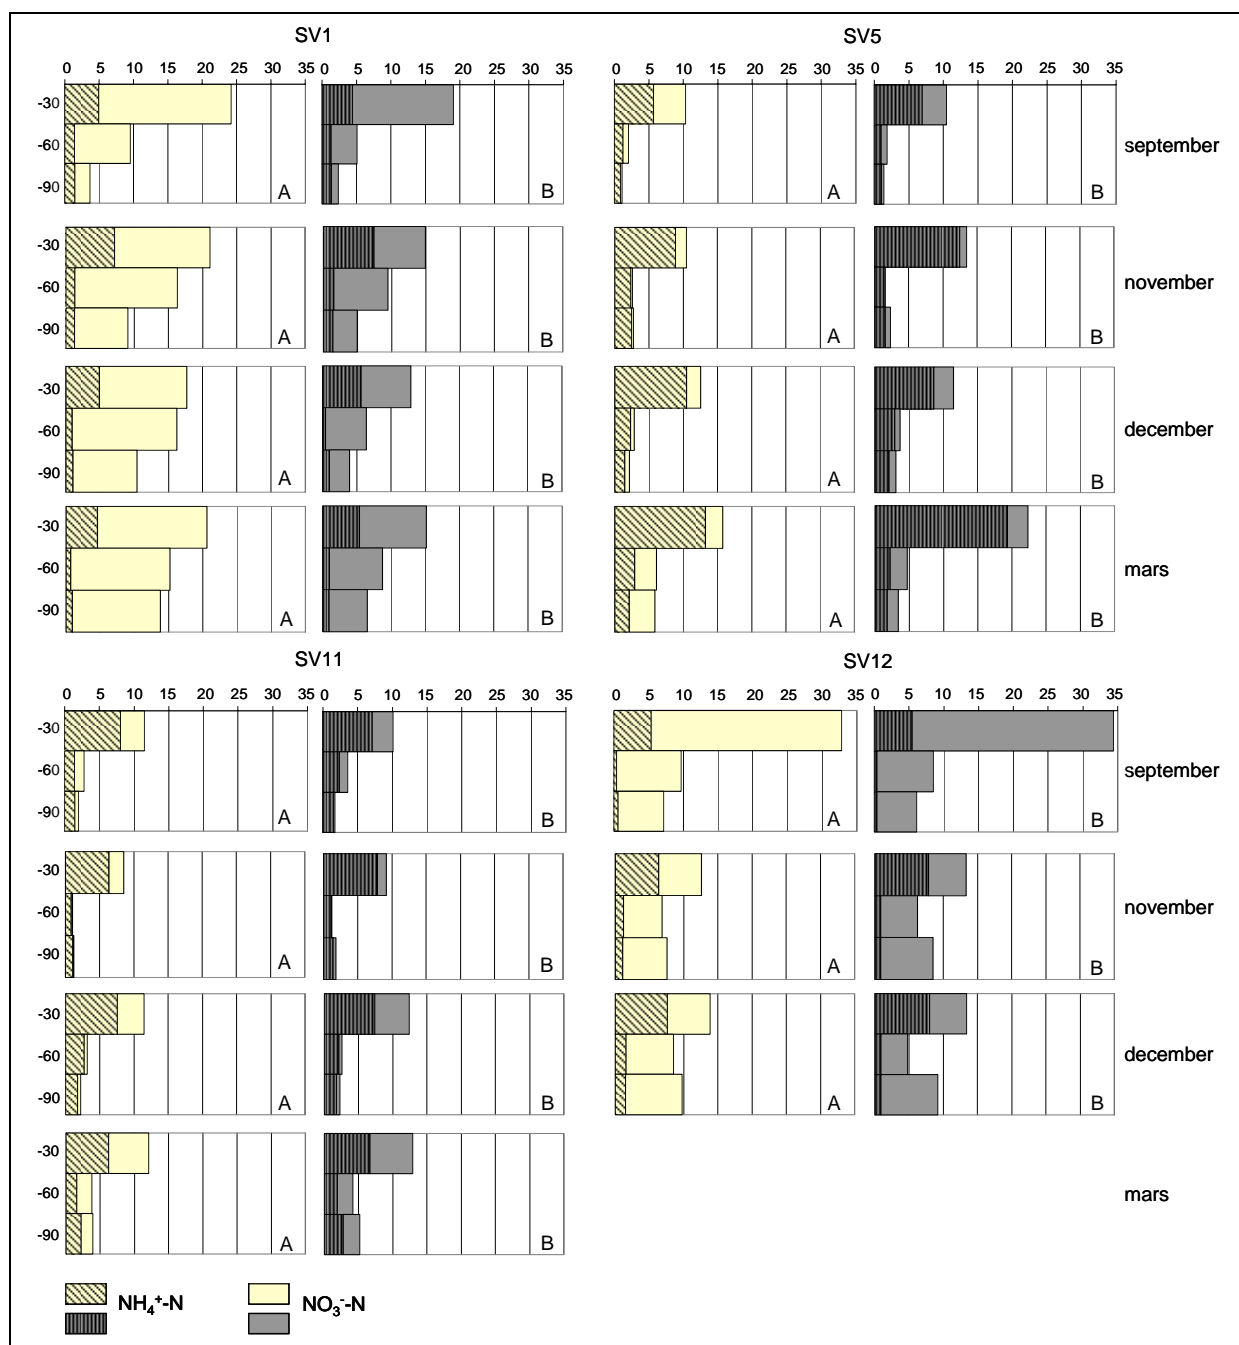 SV1 SV5
0 5 10 15 20 25 30 35 0 5 10 15 20 25 30 35 0 5 10 15 20 25 30 35 0 5 10 15 20 25 30 35
-30
-60 september
-90 A B A B
-30
-60 november
-90 A B A B
-30
-60 december
-90 A B A B
-30
-60 mars
-90 A B A B
SV11 SV12
0 5 10 15 20 25 30 35 0 5 10 15 20 25 30 35 0 5 10 15 20 25 30 35 0 5 10 15 20 25 30 35
-30
-60 september
-90 A B A B
-30
-60 november
-90 A B A B
-30
-60 december
-90 A B A B
-30
-60 mars
-90 A B
NH₄⁺-N NO₃⁻-N